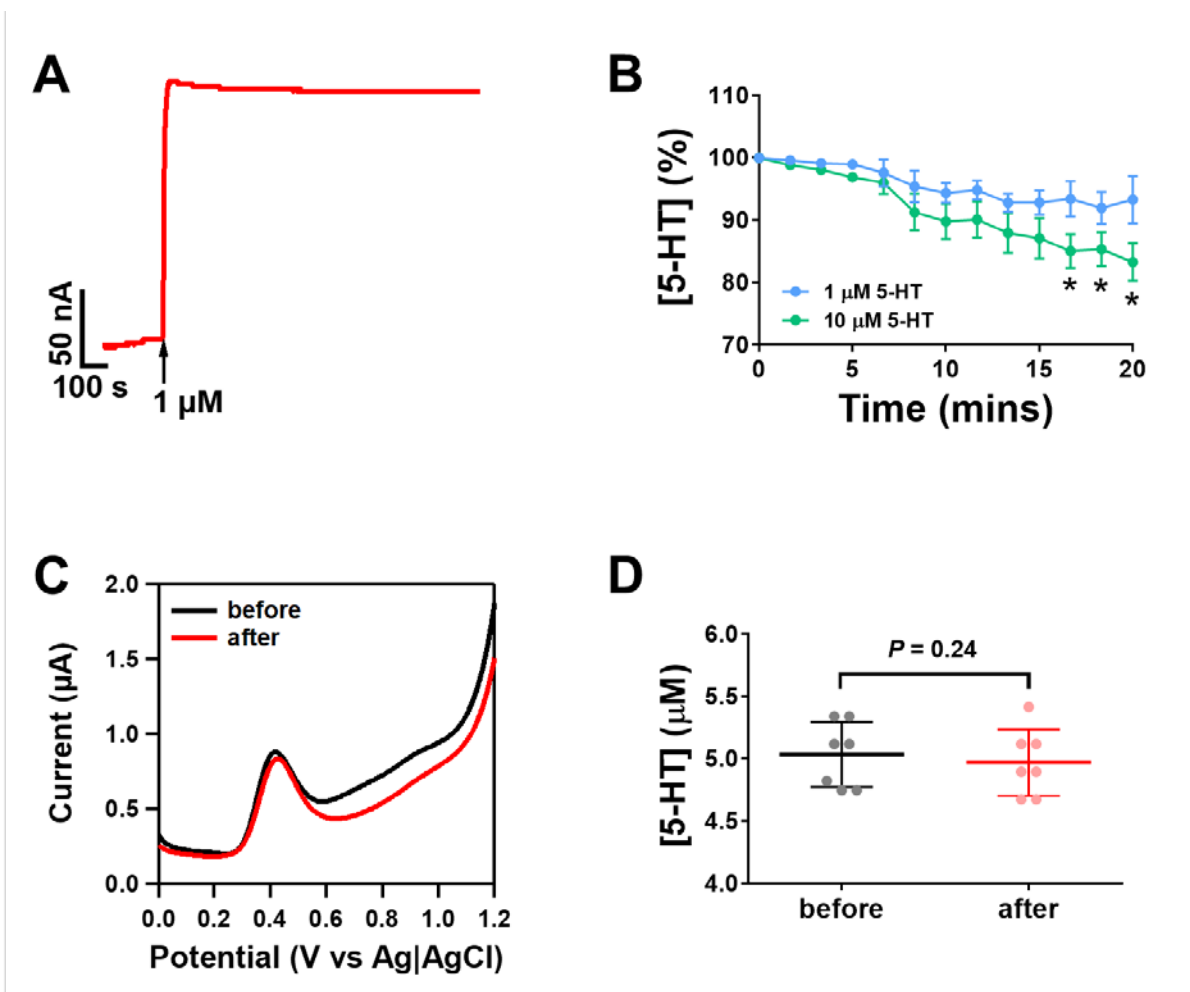 A
50 nA
100 s
1 µM
B
[5-HT] (%)
110
100
90
80
70
1 µM 5-HT
10 µM 5-HT
* * *
0 5 10 15 20
Time (mins)
C
Current (µA)
2.0
1.5
1.0
0.5
0.0
before
after
0.0 0.2 0.4 0.6 0.8 1.0 1.2
Potential (V vs Ag|AgCl)
D
[5-HT] (µM)
6.0
5.5
5.0
4.5
4.0
P = 0.24
before after